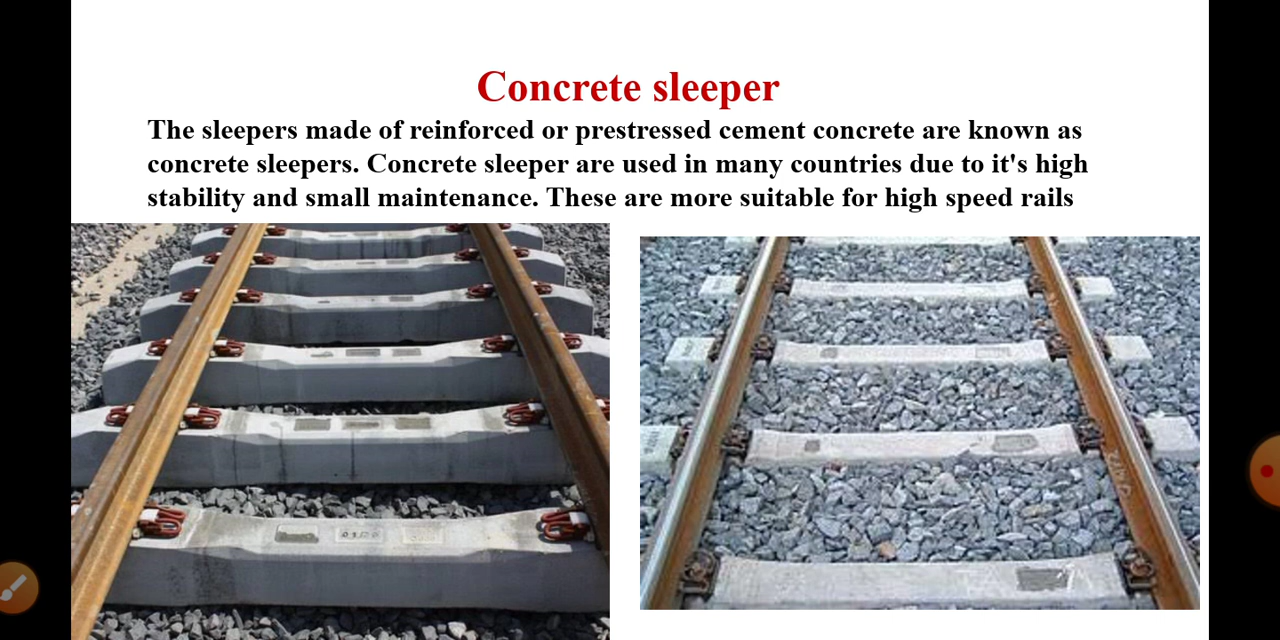 Concrete sleeper
The sleepers made of reinforced or prestressed cement concrete are known as
concrete sleepers. Concrete sleeper are used in many countries due to it's high
stability and small maintenance. These are more suitable for high speed rails